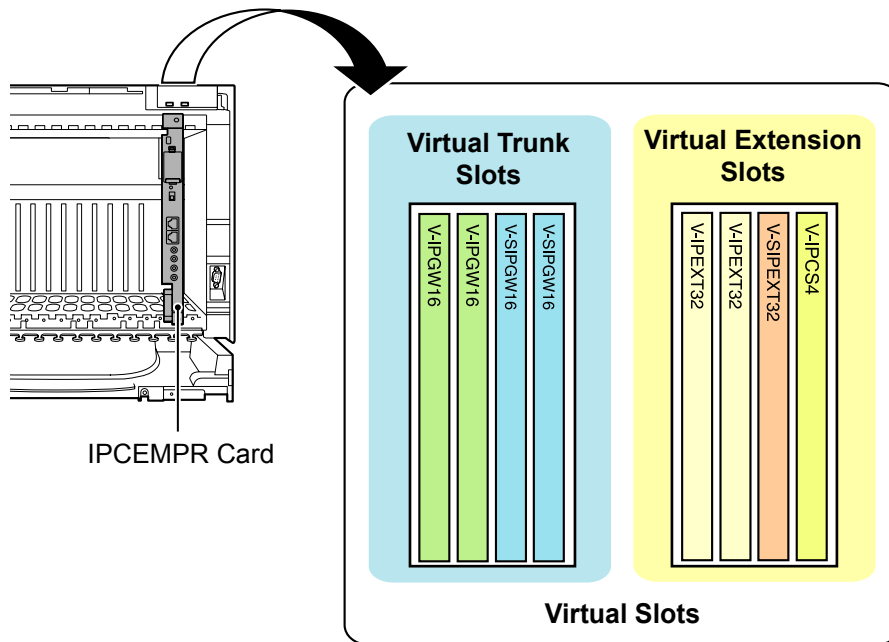 Virtual Trunk
Slots
Virtual Extension
Slots
V-IPGW16
V-IPGW16
V-SIPGW16
V-SIPGW16
V-IPEXT32
V-IPEXT32
V-SIPEXT32
V-IPCS4
IPCEMPR Card
Virtual Slots